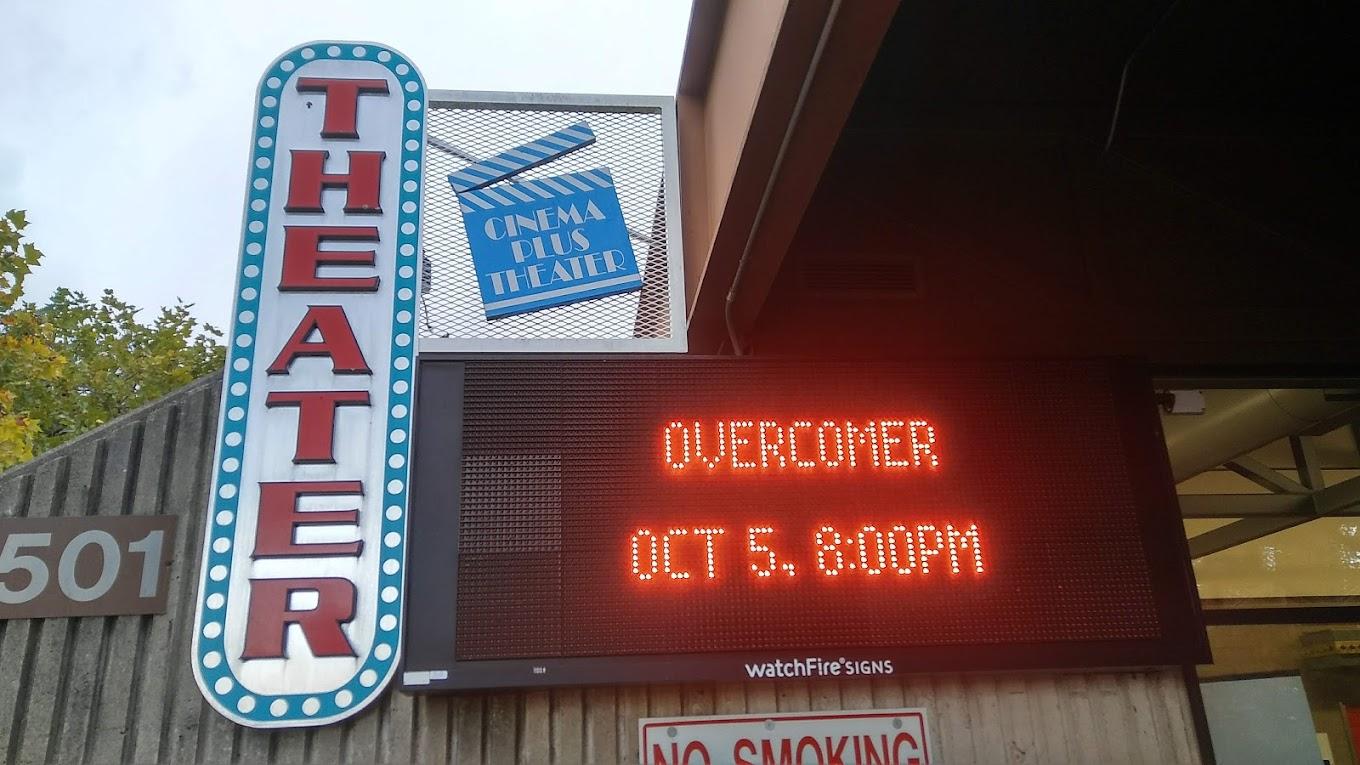 THEATER
CINEMA
PLUS
THEATER
OVERCOMER
OCT 5, 8:00PM
watchFire SIGNS
501
NO SMOKING